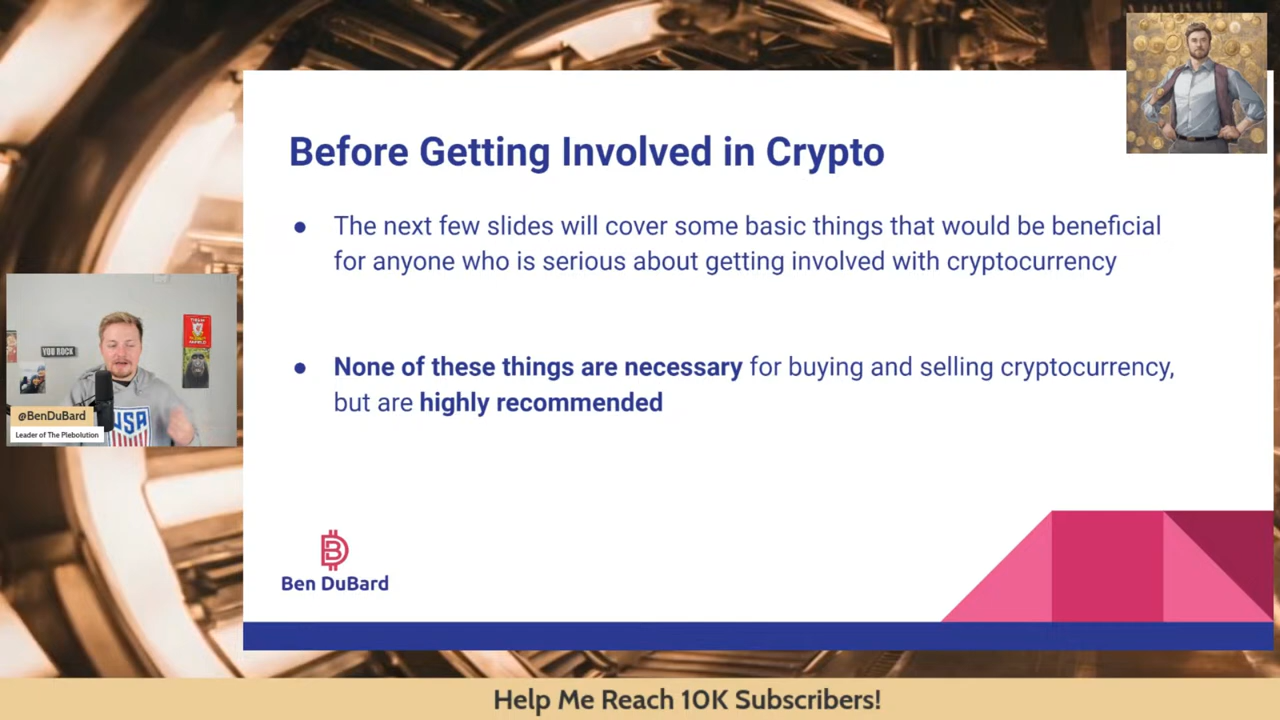 Before Getting Involved in Crypto
● The next few slides will cover some basic things that would be beneficial
for anyone who is serious about getting involved with cryptocurrency
● None of these things are necessary for buying and selling cryptocurrency,
but are highly recommended
YOU ROCK
@BenDuBard
Leader of The Plebolution
USA
Ben DuBard
Help Me Reach 10K Subscribers!